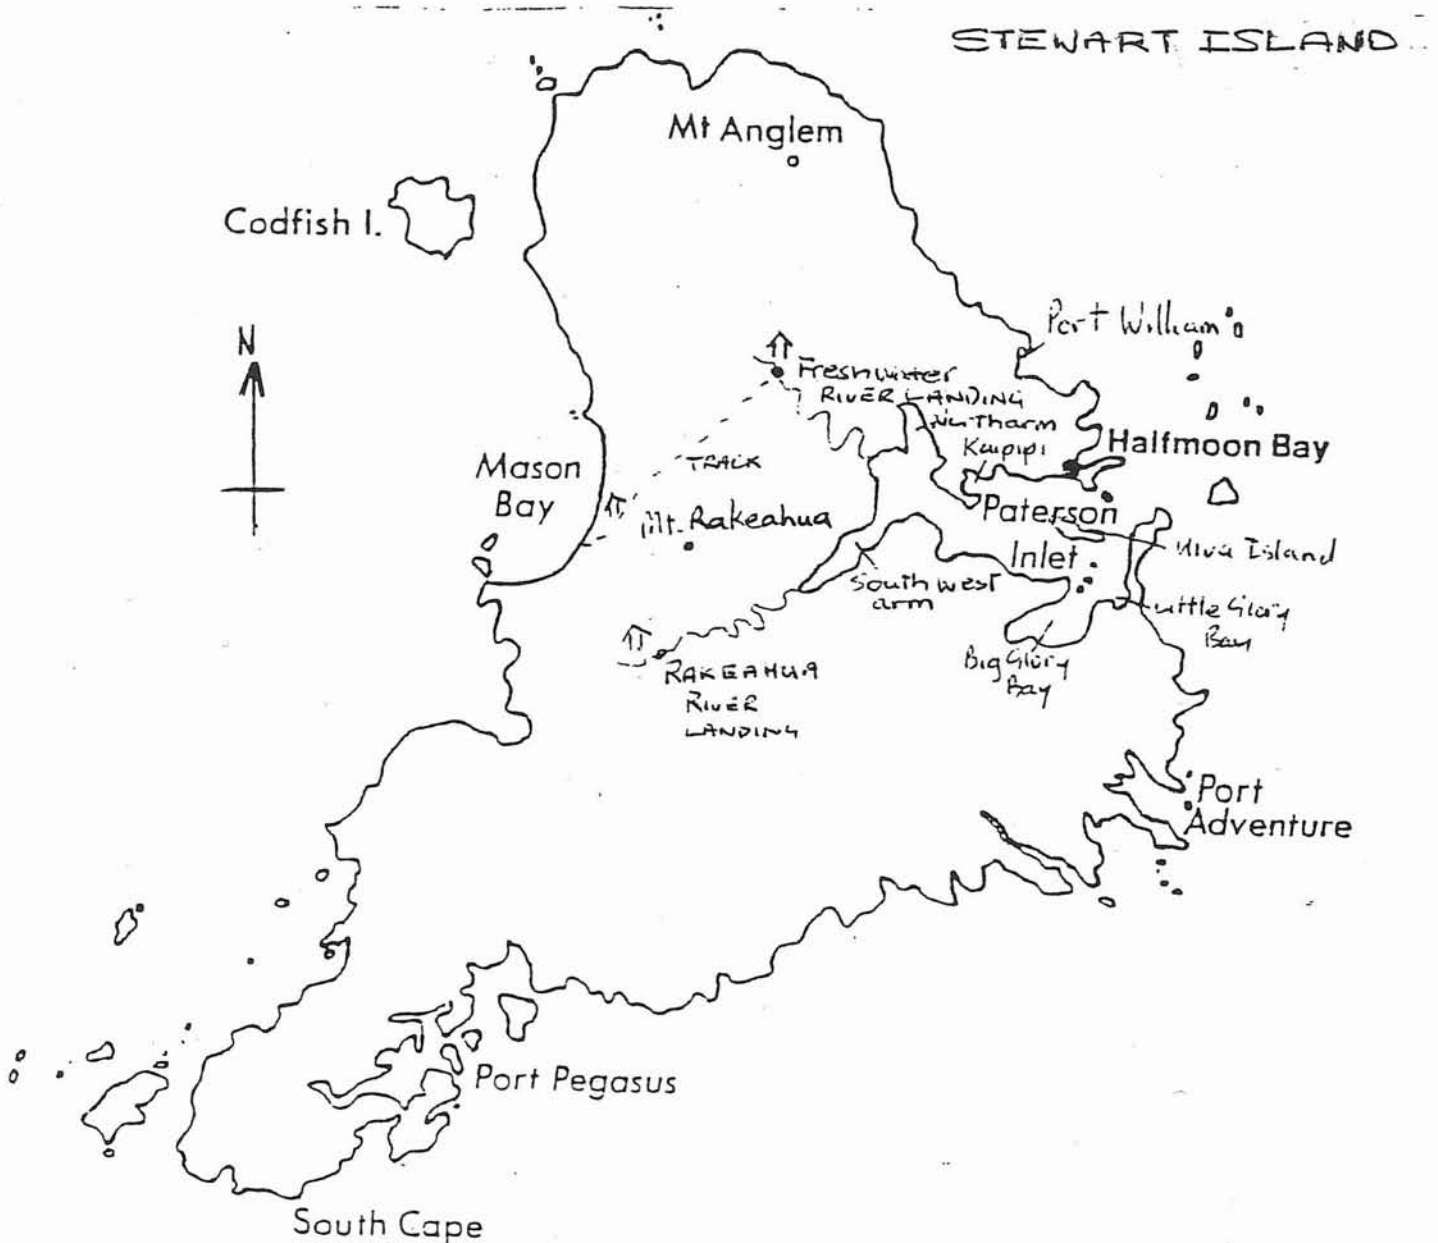 STEWART ISLAND
Mt Anglem
Codfish I.
N
Port William
Freshwater
RIVER LANDING
Northarm
Kaipipi
Halfmoon Bay
TRACK
Mason
Bay
Mt. Rakeahua
Paterson
Inlet
Ulva Island
South west
arm
Little Glory
Bay
Big Glory
Bay
RAKEAHUA
RIVER
LANDING
Port
Adventure
Port Pegasus
South Cape